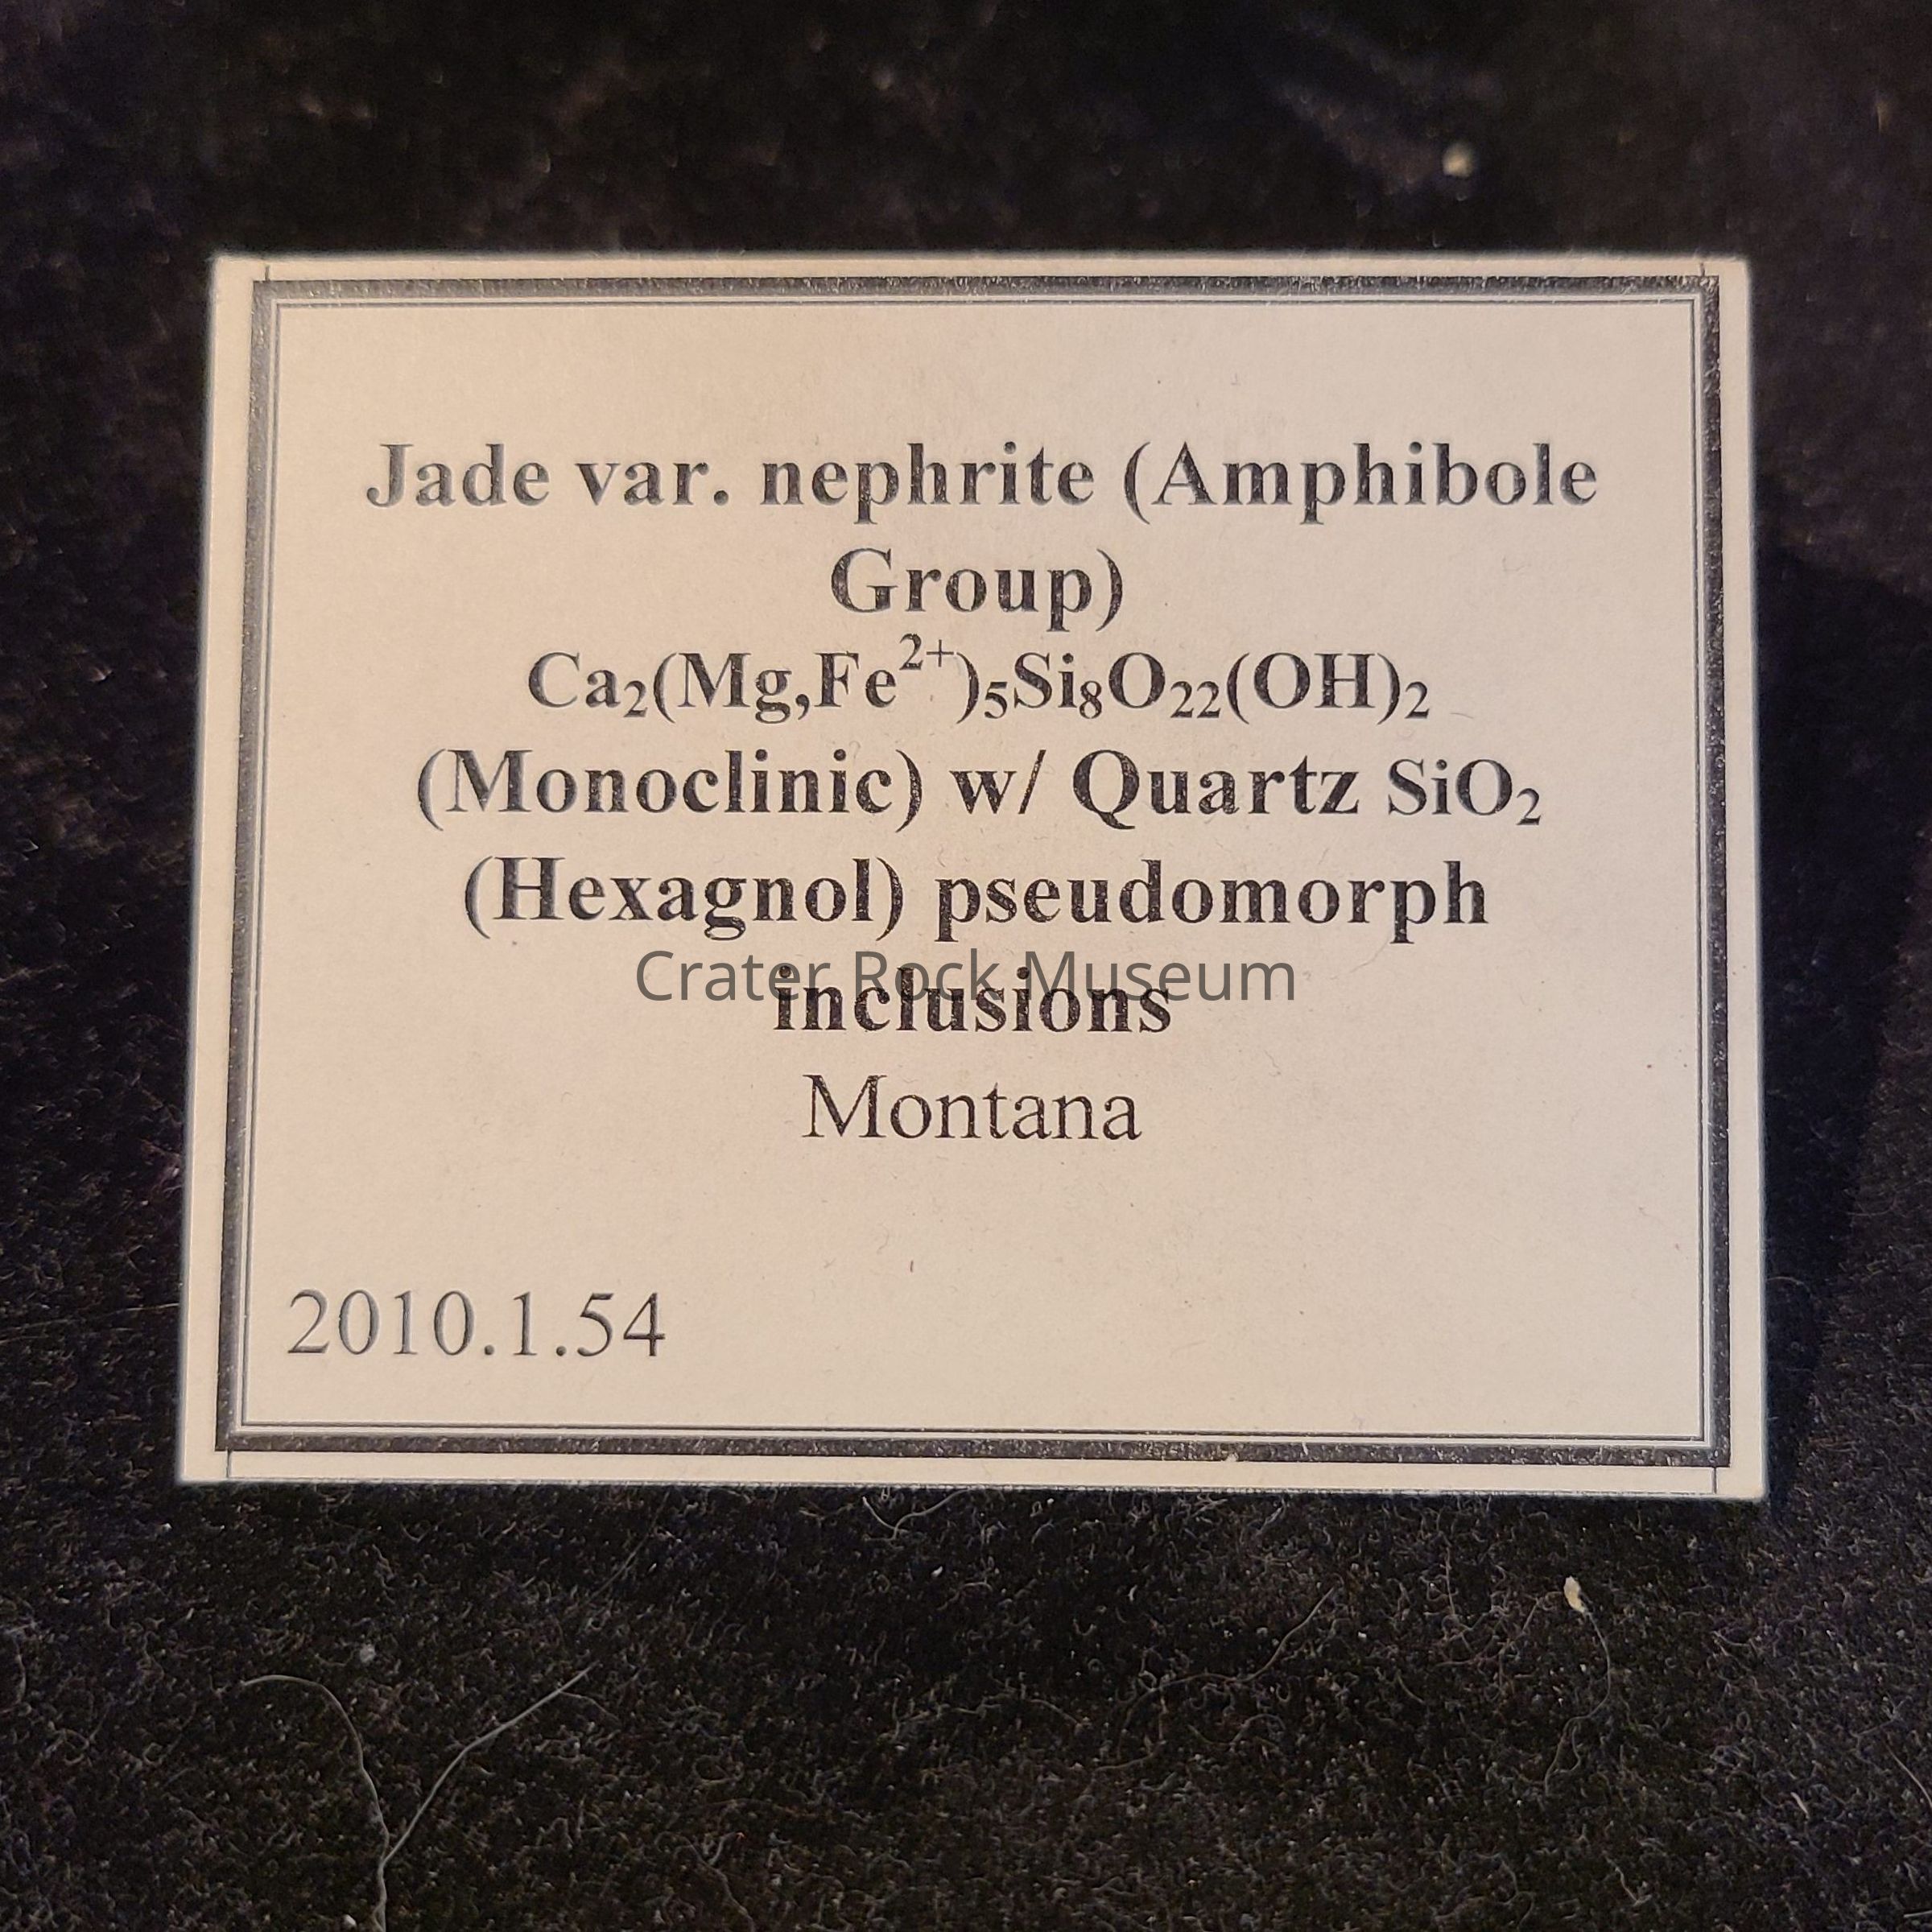 Jade var. nephrite (Amphibole
Group)
Ca₂(Mg,Fe²⁺)₅Si₈O₂₂(OH)₂
(Monoclinic) w/ Quartz SiO₂
(Hexagnol) pseudomorph
Crater Rock Museum
inclusions
Montana
2010.1.54